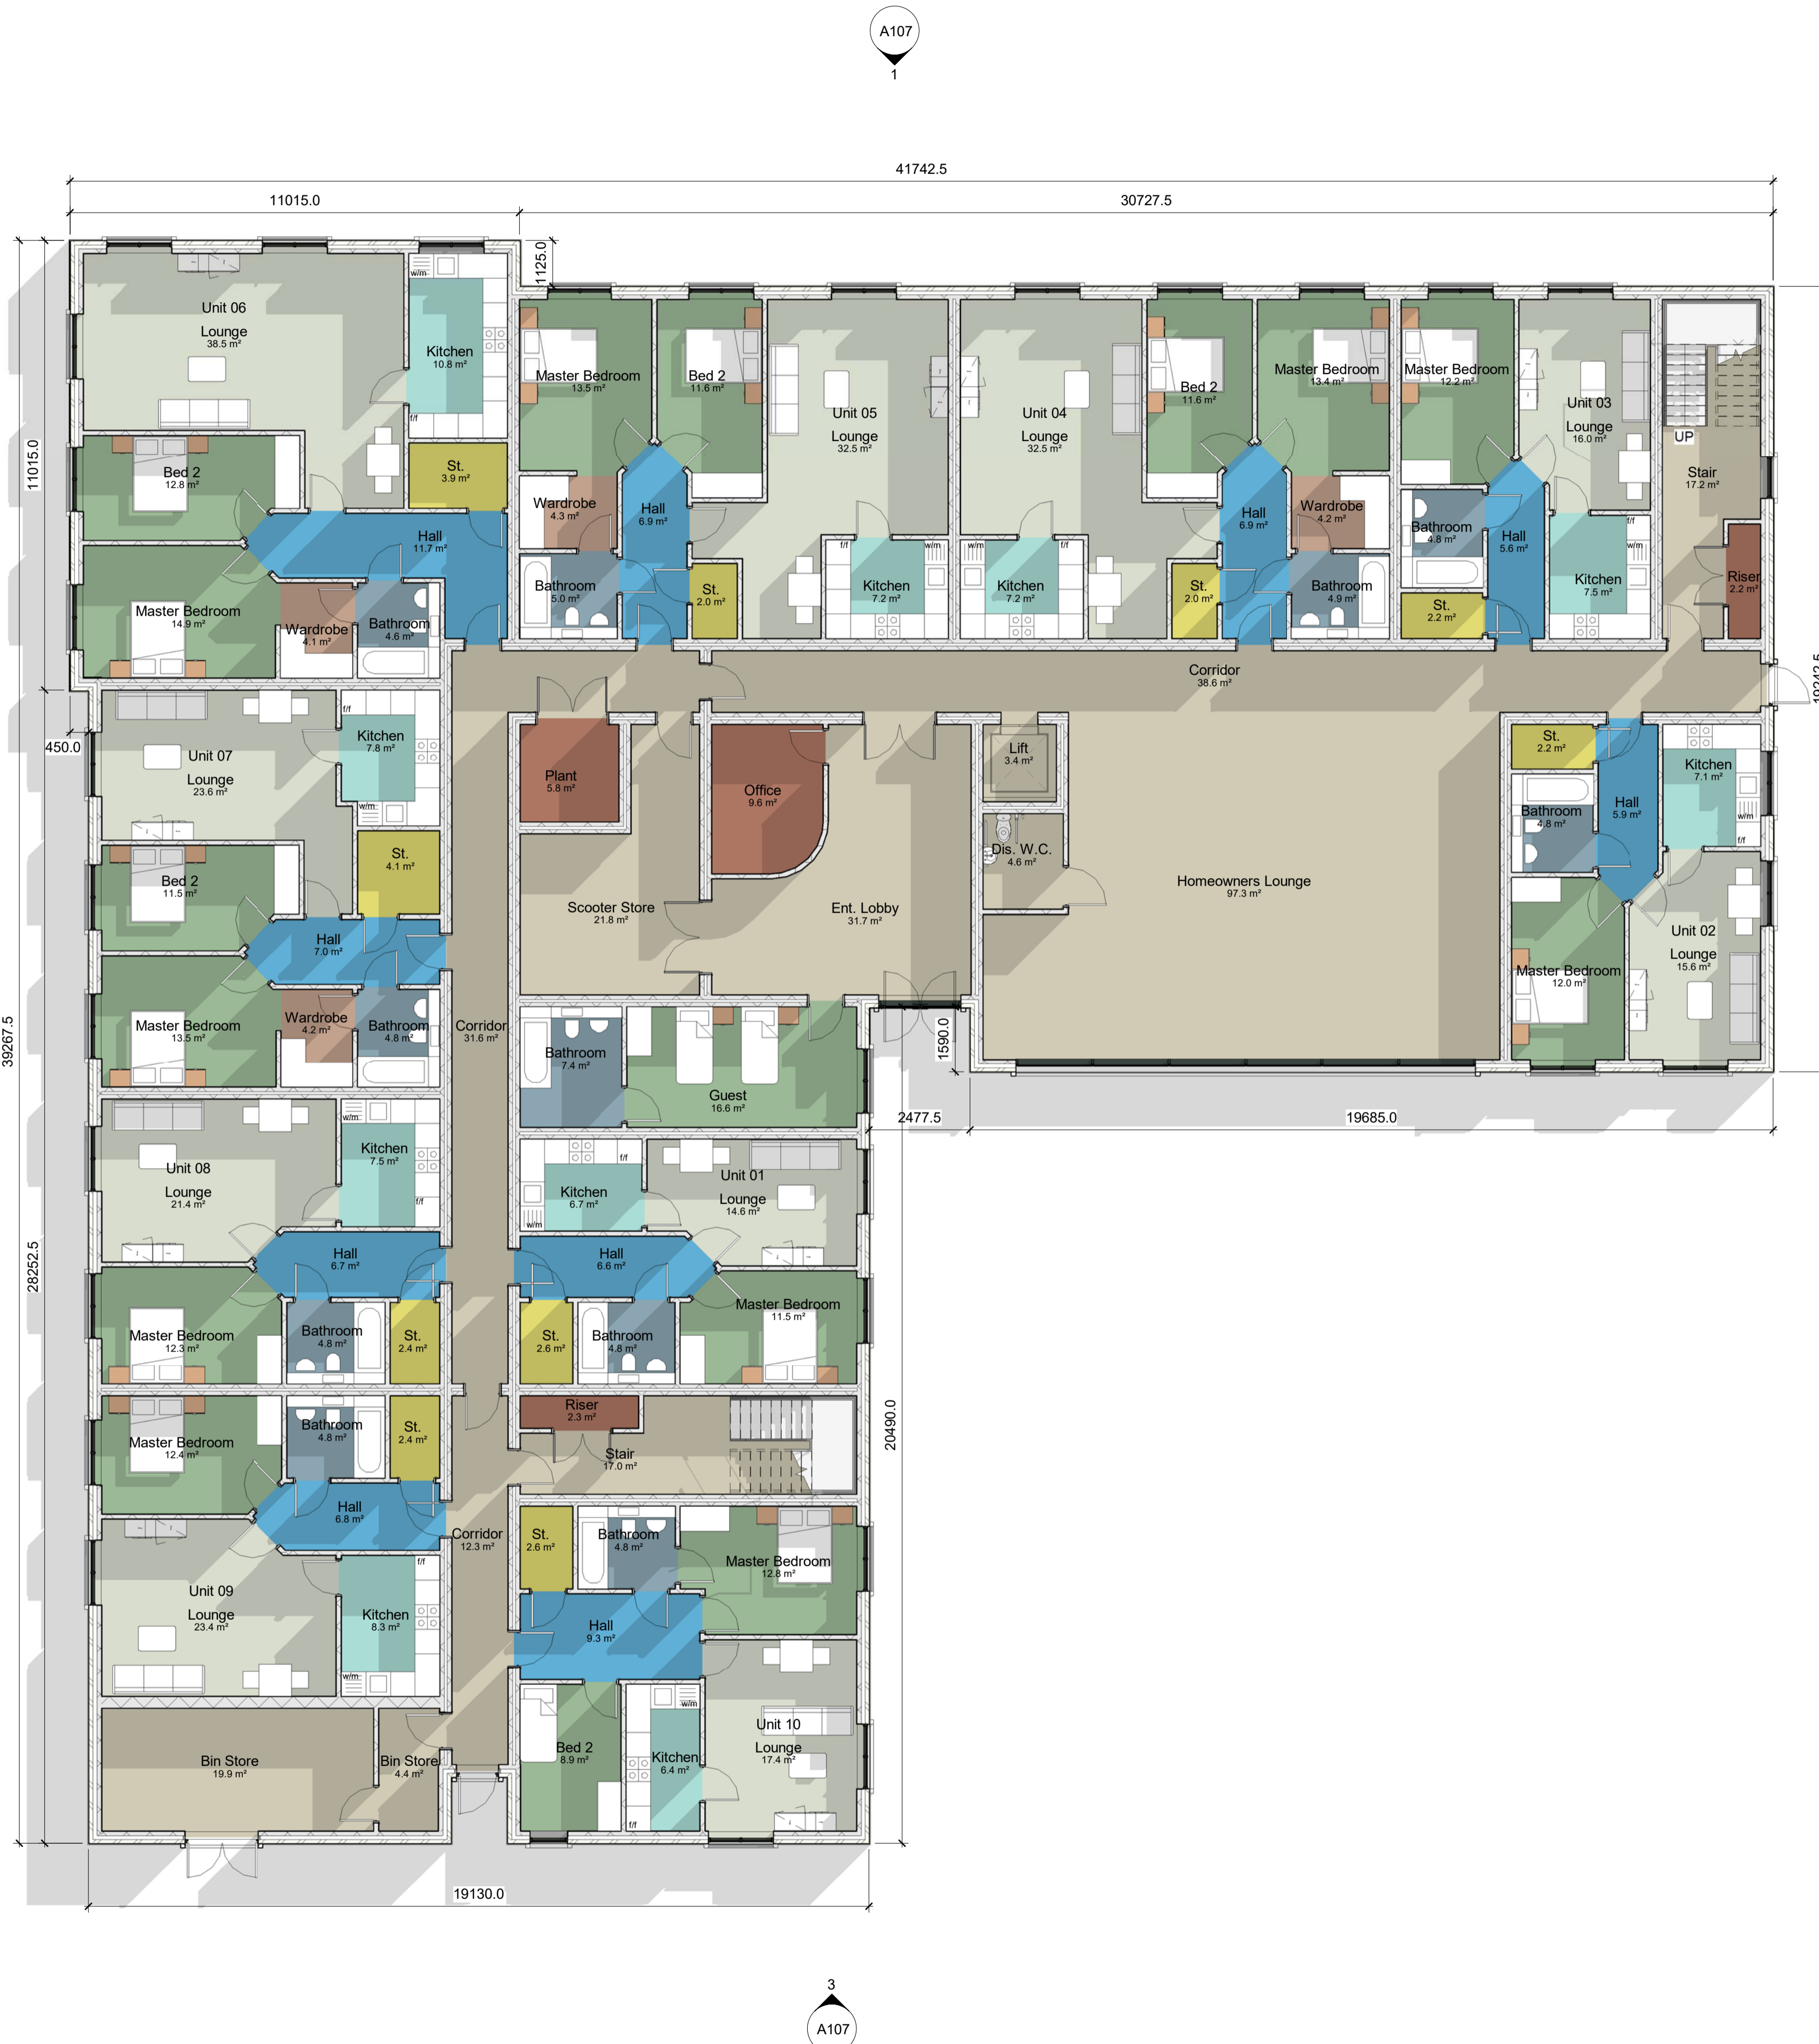 A107
1
41742.5
11015.0
30727.5
1125.0
11015.0
450.0
39267.5
28252.5
Unit 06
Lounge
38.5 m²
w/m
Kitchen
10.8 m²
f/f
Bed 2
12.8 m²
St.
3.9 m²
Hall
11.7 m²
Master Bedroom
14.9 m²
Wardrobe
4.1 m²
Bathroom
4.6 m²
Master Bedroom
13.5 m²
Bed 2
11.6 m²
Unit 05
Lounge
32.5 m²
Wardrobe
4.3 m²
Hall
6.9 m²
Bathroom
5.0 m²
St.
2.0 m²
f/f
w/m
Kitchen
7.2 m²
Unit 04
Lounge
32.5 m²
w/m
f/f
Kitchen
7.2 m²
Bed 2
11.6 m²
Master Bedroom
13.4 m²
Hall
6.9 m²
Wardrobe
4.2 m²
St.
2.0 m²
Bathroom
4.9 m²
Master Bedroom
12.2 m²
Unit 03
Lounge
16.0 m²
Bathroom
4.8 m²
Hall
5.6 m²
f/f
w/m
Kitchen
7.5 m²
St.
2.2 m²
UP
Stair
17.2 m²
Riser
2.2 m²
Corridor
38.6 m²
19242.5
Unit 07
Lounge
23.6 m²
f/f
Kitchen
7.8 m²
w/m
St.
4.1 m²
Bed 2
11.5 m²
Hall
7.0 m²
Master Bedroom
13.5 m²
Wardrobe
4.2 m²
Bathroom
4.8 m²
Corridor
31.6 m²
Plant
5.8 m²
Office
9.6 m²
Scooter Store
21.8 m²
Ent. Lobby
31.7 m²
Lift
3.4 m²
Dis. W.C.
4.6 m²
Homeowners Lounge
97.3 m²
St.
2.2 m²
Hall
5.9 m²
Kitchen
7.1 m²
w/m
f/f
Bathroom
4.8 m²
Unit 02
Lounge
15.6 m²
Master Bedroom
12.0 m²
1590.0
2477.5
19685.0
Bathroom
7.4 m²
Guest
16.6 m²
Unit 08
Lounge
21.4 m²
w/m
Kitchen
7.5 m²
f/f
Hall
6.7 m²
Master Bedroom
12.3 m²
Bathroom
4.8 m²
St.
2.4 m²
f/f
Kitchen
6.7 m²
w/m
Unit 01
Lounge
14.6 m²
Hall
6.6 m²
Master Bedroom
11.5 m²
St.
2.6 m²
Bathroom
4.8 m²
Master Bedroom
12.4 m²
Bathroom
4.8 m²
St.
2.4 m²
Hall
6.8 m²
Riser
2.3 m²
Stair
17.0 m²
20490.0
Corridor
12.3 m²
Unit 09
Lounge
23.4 m²
f/f
Kitchen
8.3 m²
w/m
St.
2.6 m²
Bathroom
4.8 m²
Master Bedroom
12.8 m²
Hall
9.3 m²
Bed 2
8.9 m²
w/m
Kitchen
6.4 m²
f/f
Unit 10
Lounge
17.4 m²
Bin Store
19.9 m²
Bin Store
4.4 m²
19130.0
3
A107